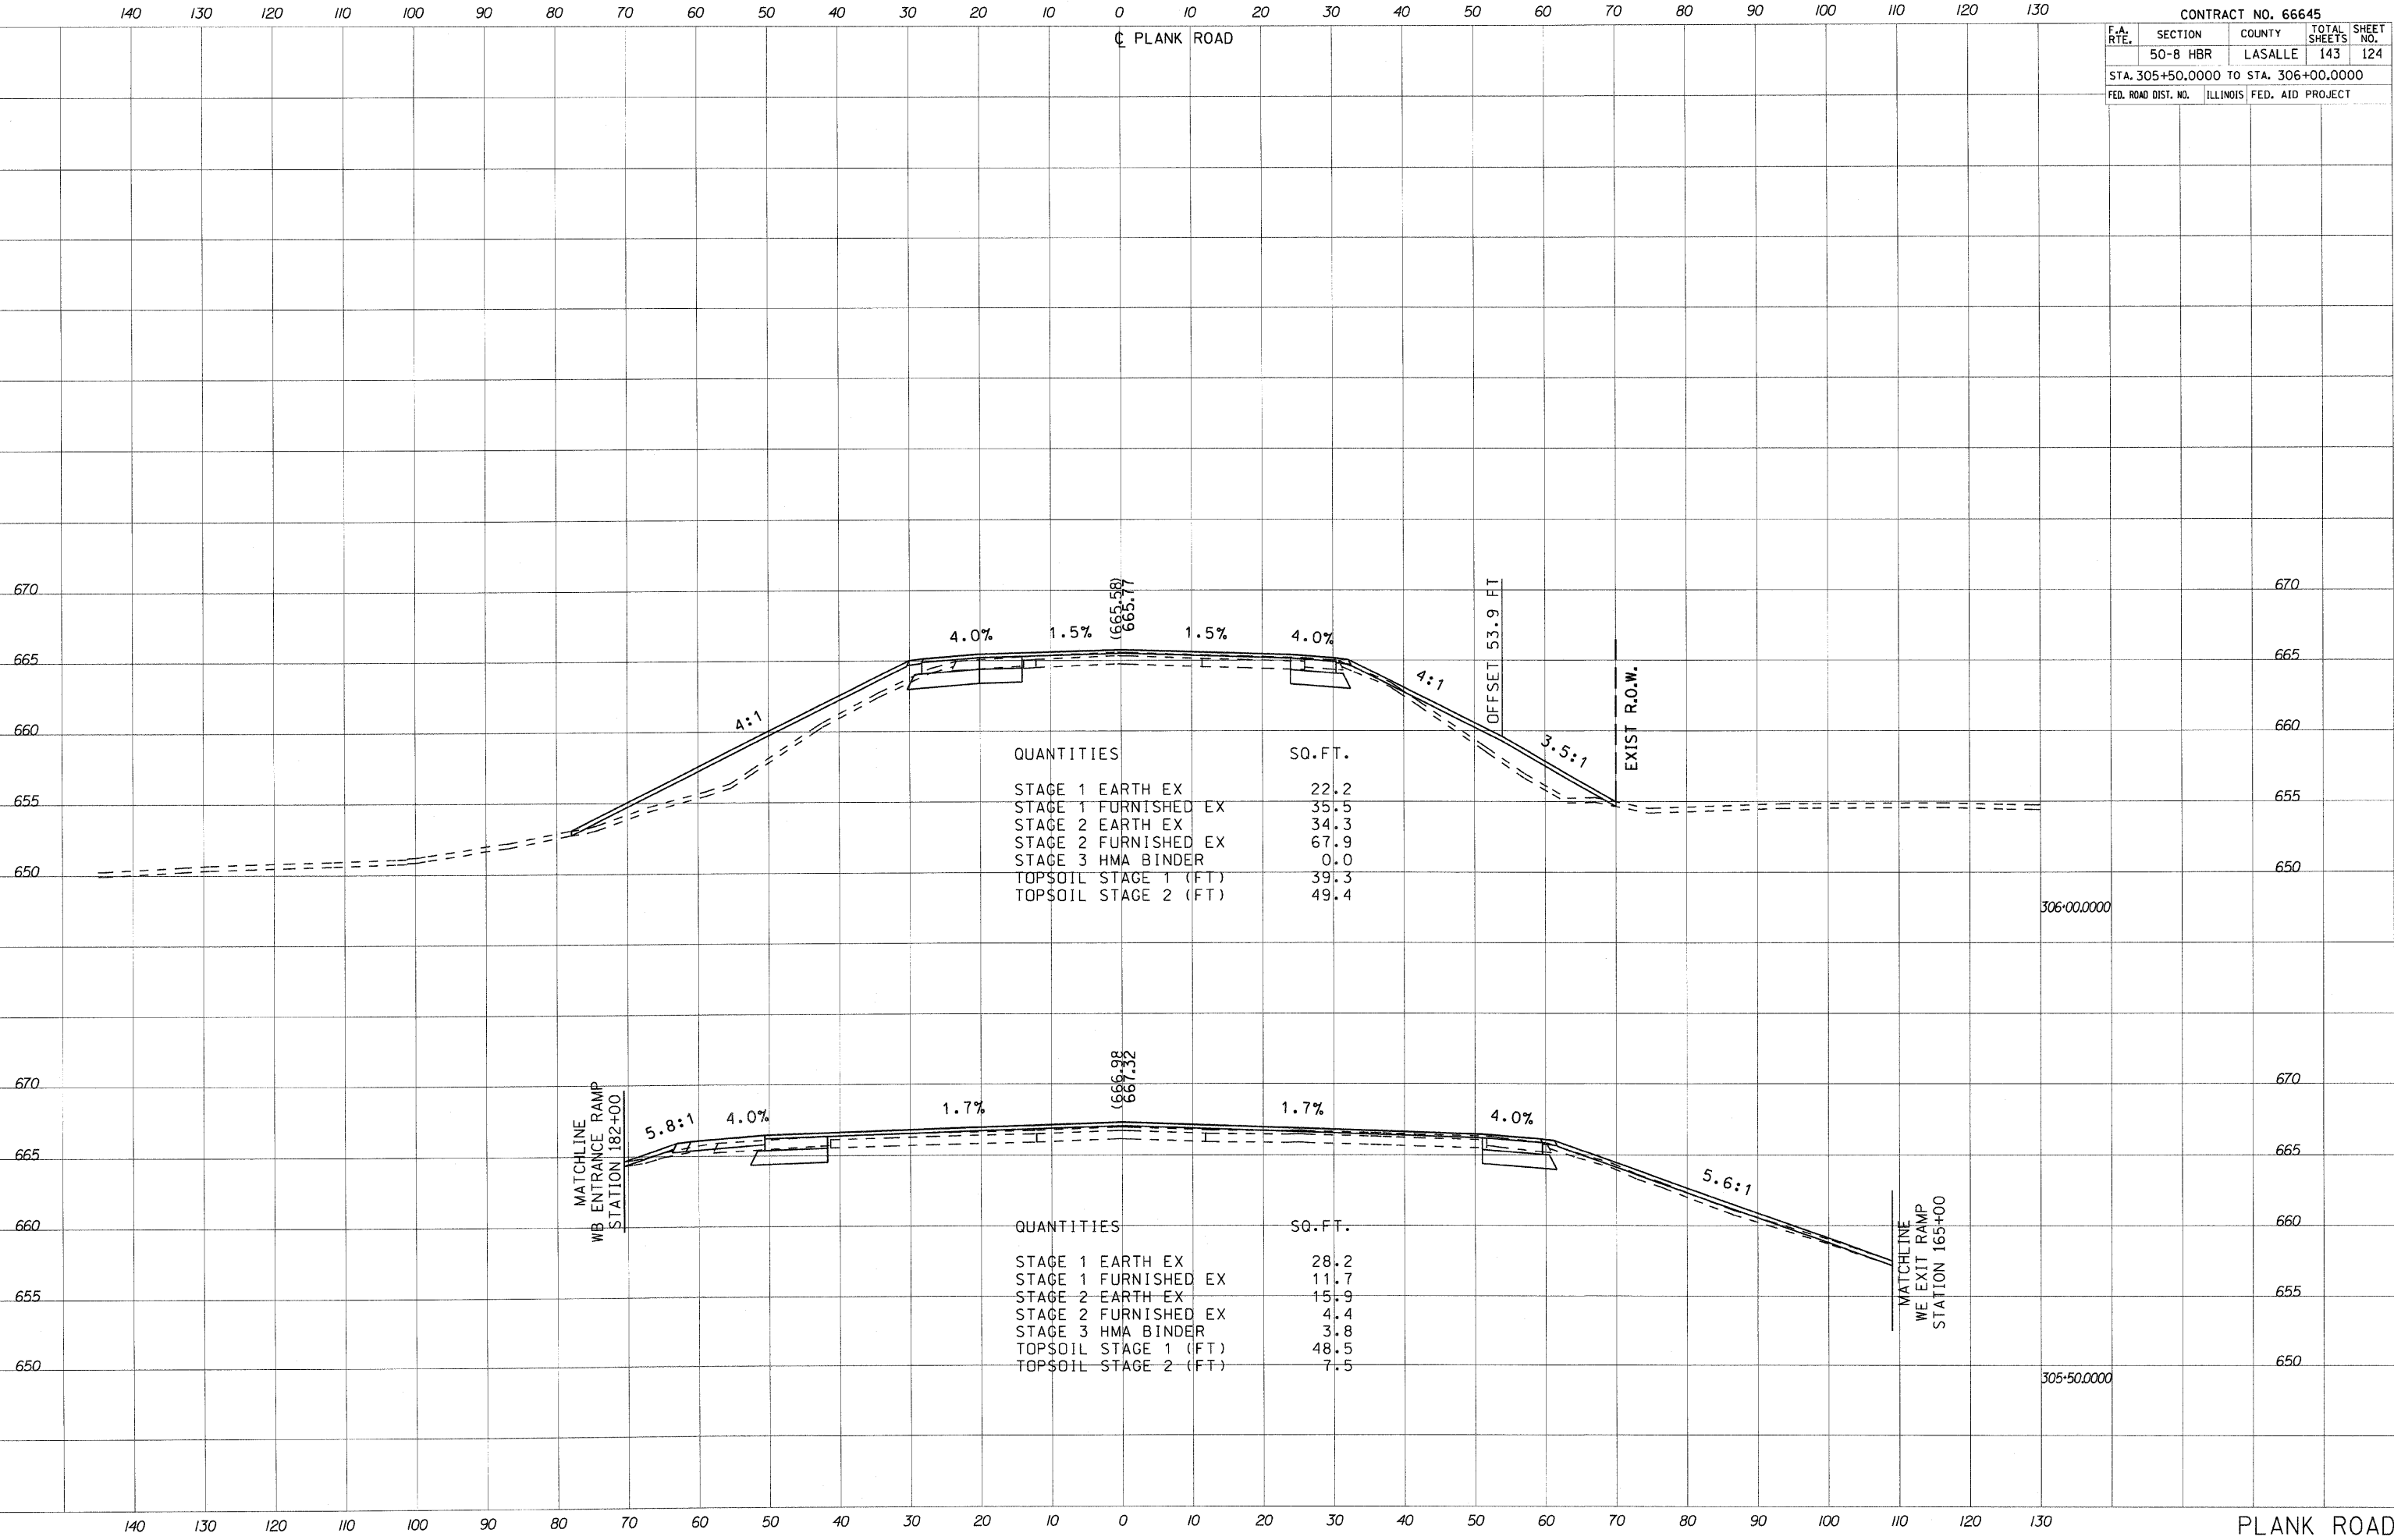 140 130 120 110 100 90 80 70 60 50 40 30 20 10 0 10 20 30 40 50 60 70 80 90 100 110 120 130
CONTRACT NO. 66645
F.A. RTE. SECTION COUNTY TOTAL SHEETS SHEET NO.
50-8 HBR LASALLE 143 124
STA. 305+50.0000 TO STA. 306+00.0000
FED. ROAD DIST. NO. ILLINOIS FED. AID PROJECT
℄ PLANK ROAD
670 670
665 665
660 660
655 655
650 650
(665.58)
665.77
4.0% 1.5% 1.5% 4.0%
4:1 4:1 3.5:1
OFFSET 53.9 FT
EXIST R.O.W.
QUANTITIES SQ.FT.
STAGE 1 EARTH EX 22.2
STAGE 1 FURNISHED EX 35.5
STAGE 2 EARTH EX 34.3
STAGE 2 FURNISHED EX 67.9
STAGE 3 HMA BINDER 0.0
TOPSOIL STAGE 1 (FT) 39.3
TOPSOIL STAGE 2 (FT) 49.4
306+00.0000
670 670
665 665
660 660
655 655
650 650
(666.98
667.32
MATCHLINE
WB ENTRANCE RAMP
STATION 182+00
5.8:1 4.0% 1.7% 1.7% 4.0%
5.6:1
MATCHLINE
WE EXIT RAMP
STATION 165+00
QUANTITIES SQ.FT.
STAGE 1 EARTH EX 28.2
STAGE 1 FURNISHED EX 11.7
STAGE 2 EARTH EX 15.9
STAGE 2 FURNISHED EX 4.4
STAGE 3 HMA BINDER 3.8
TOPSOIL STAGE 1 (FT) 48.5
TOPSOIL STAGE 2 (FT) 7.5
305+50.0000
140 130 120 110 100 90 80 70 60 50 40 30 20 10 0 10 20 30 40 50 60 70 80 90 100 110 120 130
PLANK ROAD